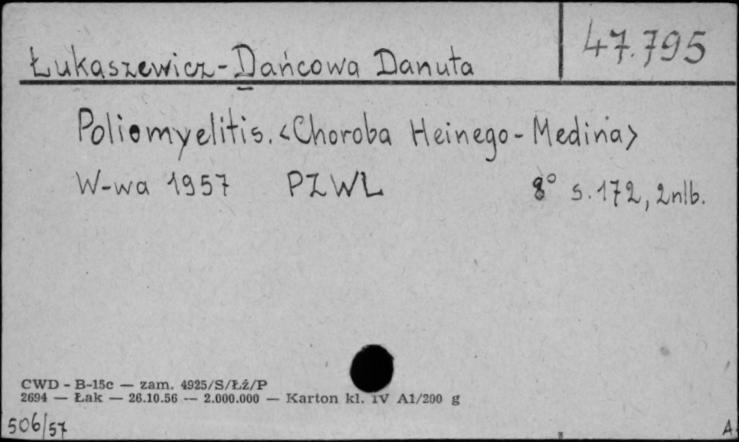 47.795
Łukaszewicz-Dańcowa Danuta
Poliomyelitis. <Choroba Heinego-Medina>
W-wa 1957 PZWL 8° s. 172, 2nlb.
CWD - B-15c — zam. 4925/S/Łż/P
2694 — Łak — 26.10.56 — 2.000.000 — Karton kl. IV A1/200 g
506/57 A.